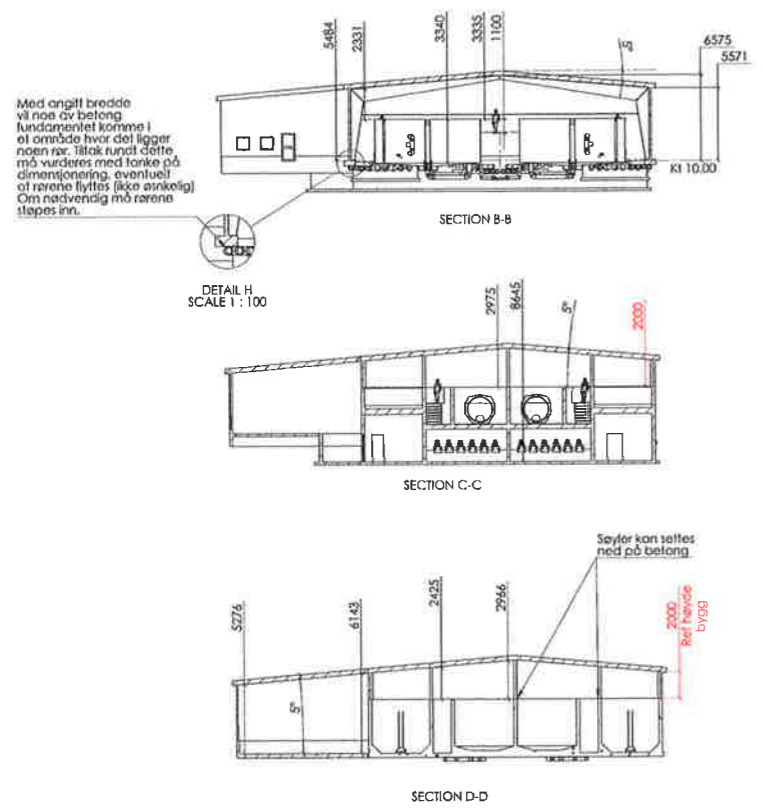 5484
2331
3340
3335
1100
5°
6575
5571
Med angitt bredde
vil noe av betong
fundamentet komme i
et område hvor det ligger
noen rør. Tiltak rundt dette
må vurderes med tanke på
dimensjonering, eventuelt
at rørene flyttes (ikke ønskelig)
Om nødvendig må rørene
støpes inn.
Kt 10.00
SECTION B-B
DETAIL H
SCALE 1 : 100
2975
8645
5°
2000
SECTION C-C
Søyler kan settes
ned på betong
5276
6143
2425
2966
2000
Ref høyde
bygg
5°
SECTION D-D